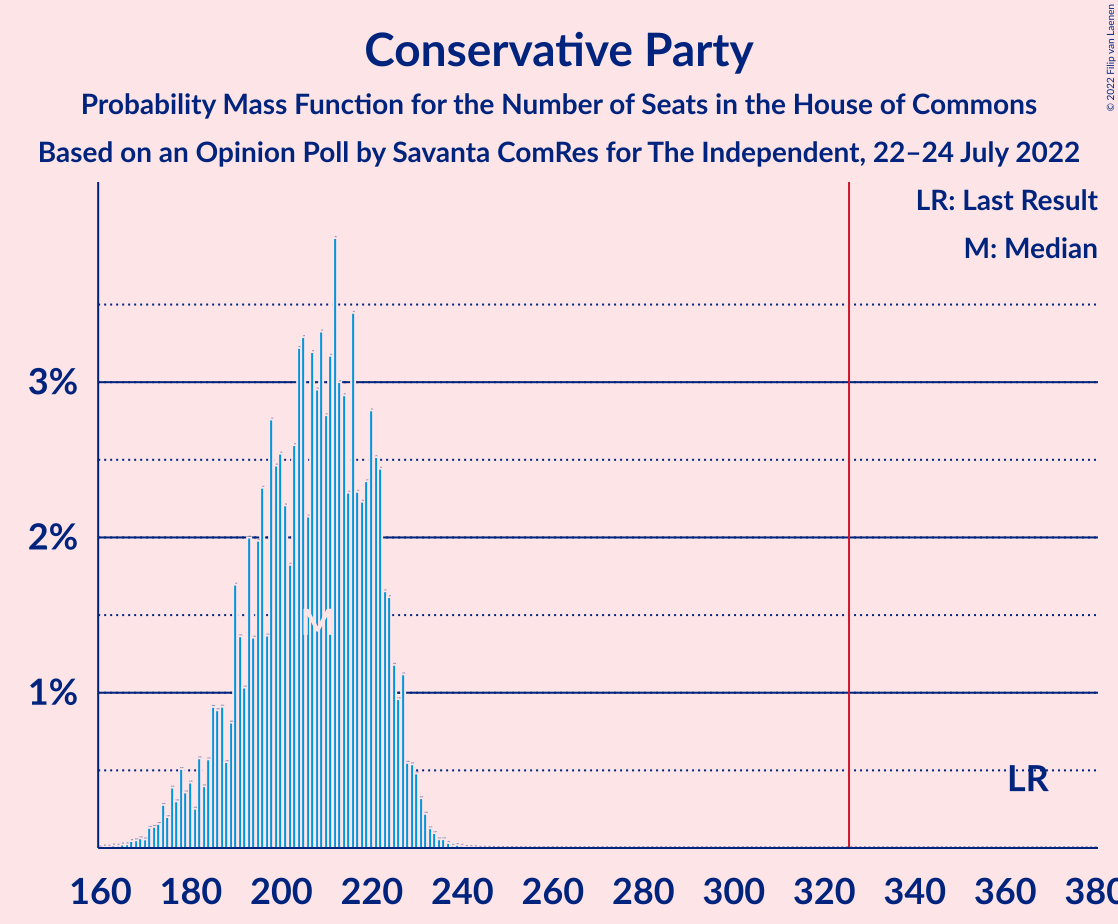 Conservative Party
Probability Mass Function for the Number of Seats in the House of Commons
Based on an Opinion Poll by Savanta ComRes for The Independent, 22–24 July 2022
© 2022 Filip van Laenen
LR: Last Result
M: Median
3%
2%
1%
M
LR
160 180 200 220 240 260 280 300 320 340 360 380